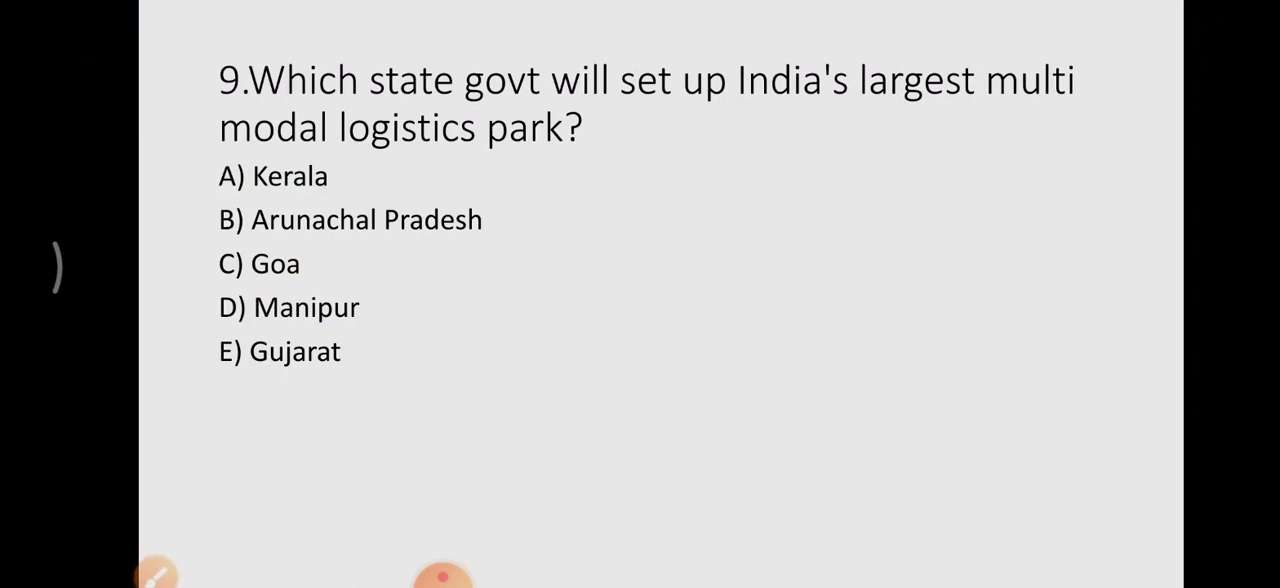 9.Which state govt will set up India's largest multi
modal logistics park?
A) Kerala
B) Arunachal Pradesh
C) Goa
D) Manipur
E) Gujarat